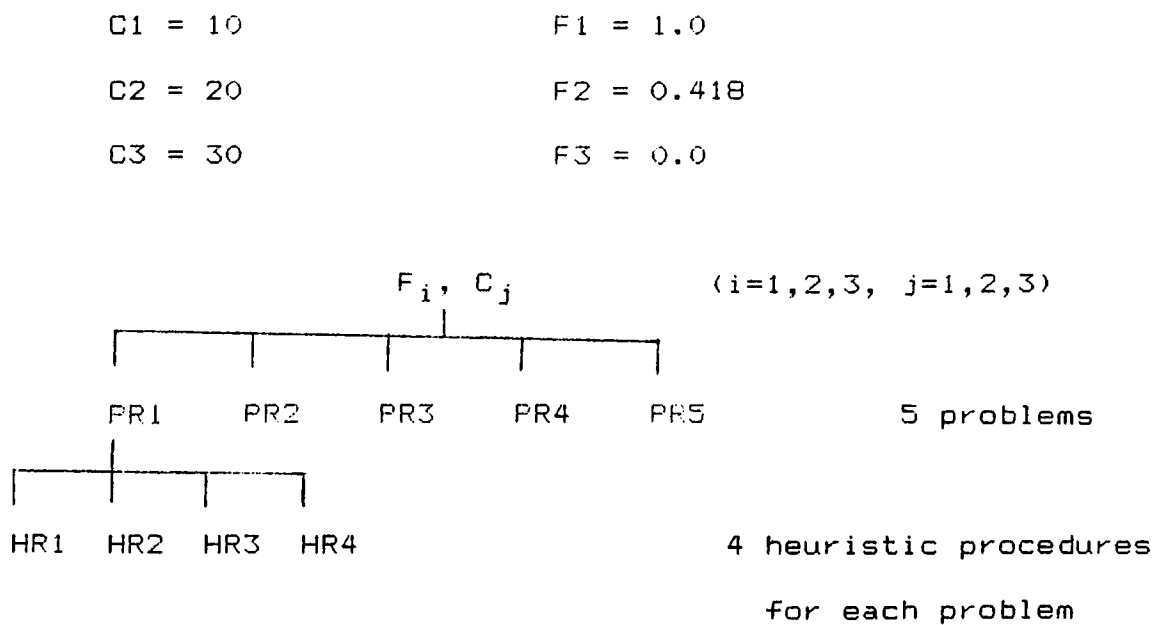 C1 = 10 F1 = 1.0
C2 = 20 F2 = 0.418
C3 = 30 F3 = 0.0
Fi, Cj (i=1,2,3, j=1,2,3)
PR1 PR2 PR3 PR4 PR5 5 problems
HR1 HR2 HR3 HR4 4 heuristic procedures
for each problem